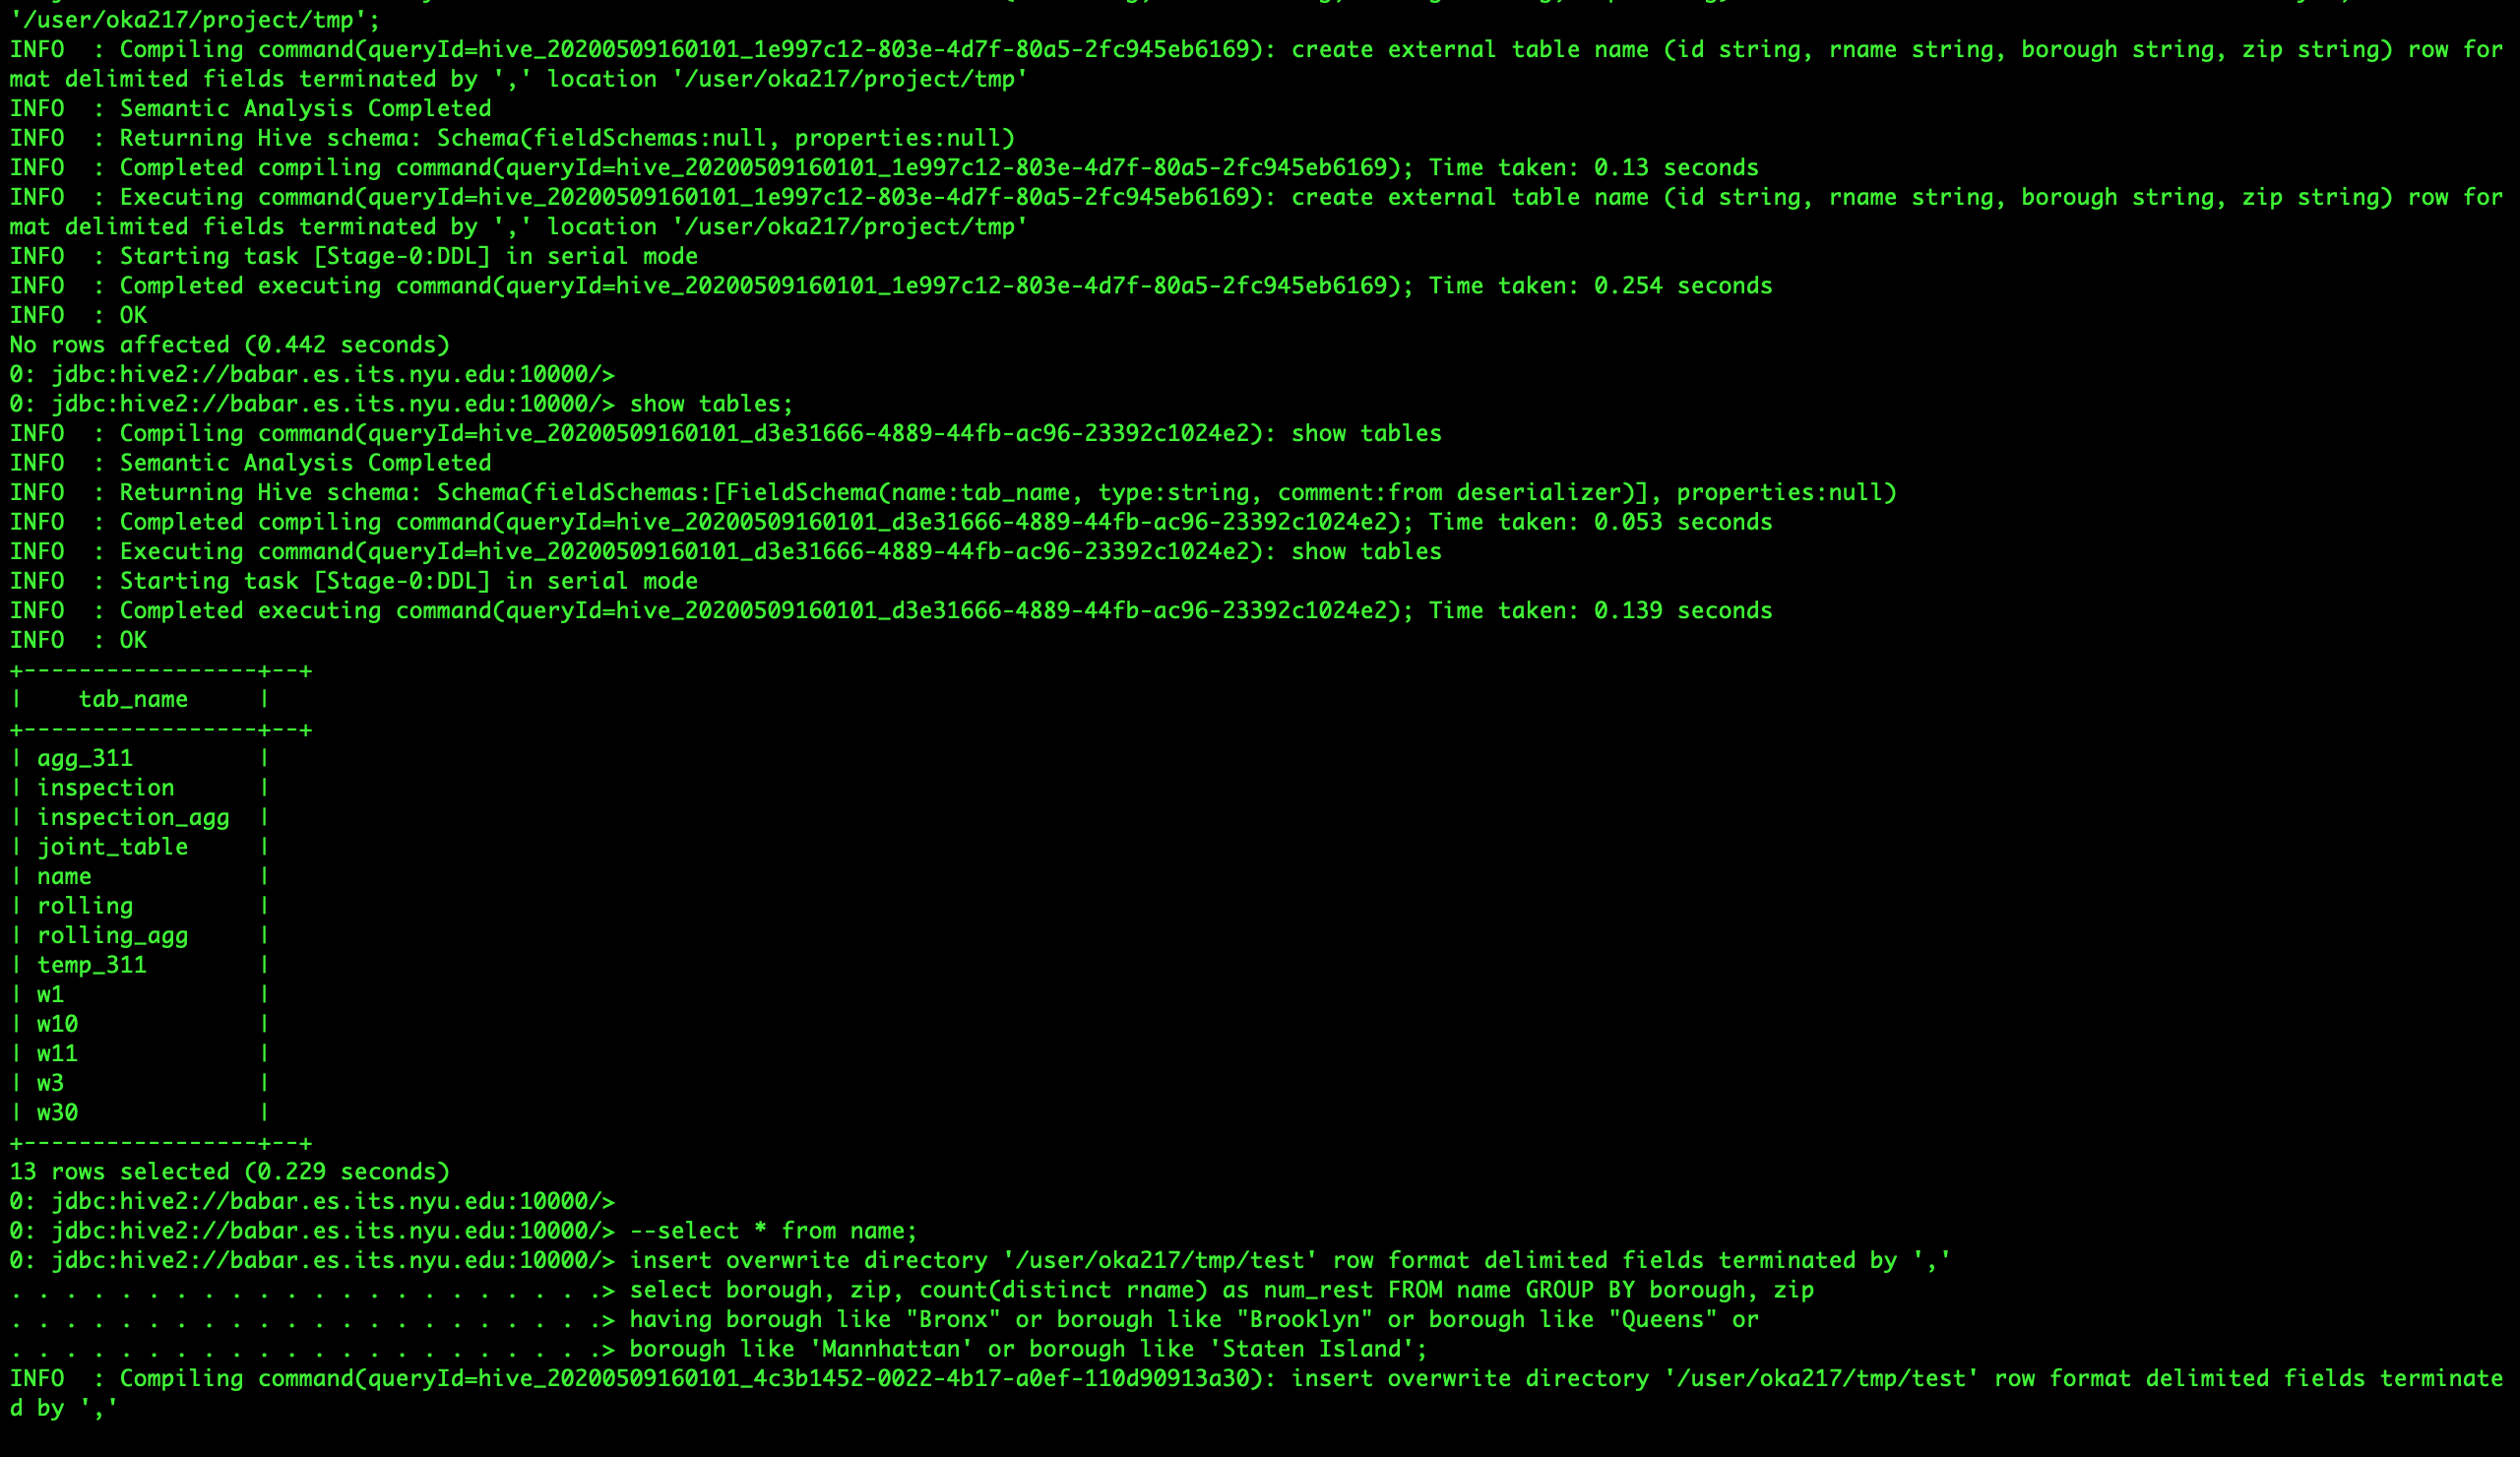 '/user/oka217/project/tmp';
INFO  : Compiling command(queryId=hive_20200509160101_1e997c12-803e-4d7f-80a5-2fc945eb6169): create external table name (id string, rname string, borough string, zip string) row for
mat delimited fields terminated by ',' location '/user/oka217/project/tmp'
INFO  : Semantic Analysis Completed
INFO  : Returning Hive schema: Schema(fieldSchemas:null, properties:null)
INFO  : Completed compiling command(queryId=hive_20200509160101_1e997c12-803e-4d7f-80a5-2fc945eb6169); Time taken: 0.13 seconds
INFO  : Executing command(queryId=hive_20200509160101_1e997c12-803e-4d7f-80a5-2fc945eb6169): create external table name (id string, rname string, borough string, zip string) row for
mat delimited fields terminated by ',' location '/user/oka217/project/tmp'
INFO  : Starting task [Stage-0:DDL] in serial mode
INFO  : Completed executing command(queryId=hive_20200509160101_1e997c12-803e-4d7f-80a5-2fc945eb6169); Time taken: 0.254 seconds
INFO  : OK
No rows affected (0.442 seconds)
0: jdbc:hive2://babar.es.its.nyu.edu:10000/>
0: jdbc:hive2://babar.es.its.nyu.edu:10000/> show tables;
INFO  : Compiling command(queryId=hive_20200509160101_d3e31666-4889-44fb-ac96-23392c1024e2): show tables
INFO  : Semantic Analysis Completed
INFO  : Returning Hive schema: Schema(fieldSchemas:[FieldSchema(name:tab_name, type:string, comment:from deserializer)], properties:null)
INFO  : Completed compiling command(queryId=hive_20200509160101_d3e31666-4889-44fb-ac96-23392c1024e2); Time taken: 0.053 seconds
INFO  : Executing command(queryId=hive_20200509160101_d3e31666-4889-44fb-ac96-23392c1024e2): show tables
INFO  : Starting task [Stage-0:DDL] in serial mode
INFO  : Completed executing command(queryId=hive_20200509160101_d3e31666-4889-44fb-ac96-23392c1024e2); Time taken: 0.139 seconds
INFO  : OK
+-----------------+--+
|    tab_name     |
+-----------------+--+
| agg_311         |
| inspection      |
| inspection_agg  |
| joint_table     |
| name            |
| rolling         |
| rolling_agg     |
| temp_311        |
| w1              |
| w10             |
| w11             |
| w3              |
| w30             |
+-----------------+--+
13 rows selected (0.229 seconds)
0: jdbc:hive2://babar.es.its.nyu.edu:10000/>
0: jdbc:hive2://babar.es.its.nyu.edu:10000/> --select * from name;
0: jdbc:hive2://babar.es.its.nyu.edu:10000/> insert overwrite directory '/user/oka217/tmp/test' row format delimited fields terminated by ','
. . . . . . . . . . . . . . . . . . . . . .> select borough, zip, count(distinct rname) as num_rest FROM name GROUP BY borough, zip
. . . . . . . . . . . . . . . . . . . . . .> having borough like "Bronx" or borough like "Brooklyn" or borough like "Queens" or
. . . . . . . . . . . . . . . . . . . . . .> borough like 'Mannhattan' or borough like 'Staten Island';
INFO  : Compiling command(queryId=hive_20200509160101_4c3b1452-0022-4b17-a0ef-110d90913a30): insert overwrite directory '/user/oka217/tmp/test' row format delimited fields terminate
d by ','